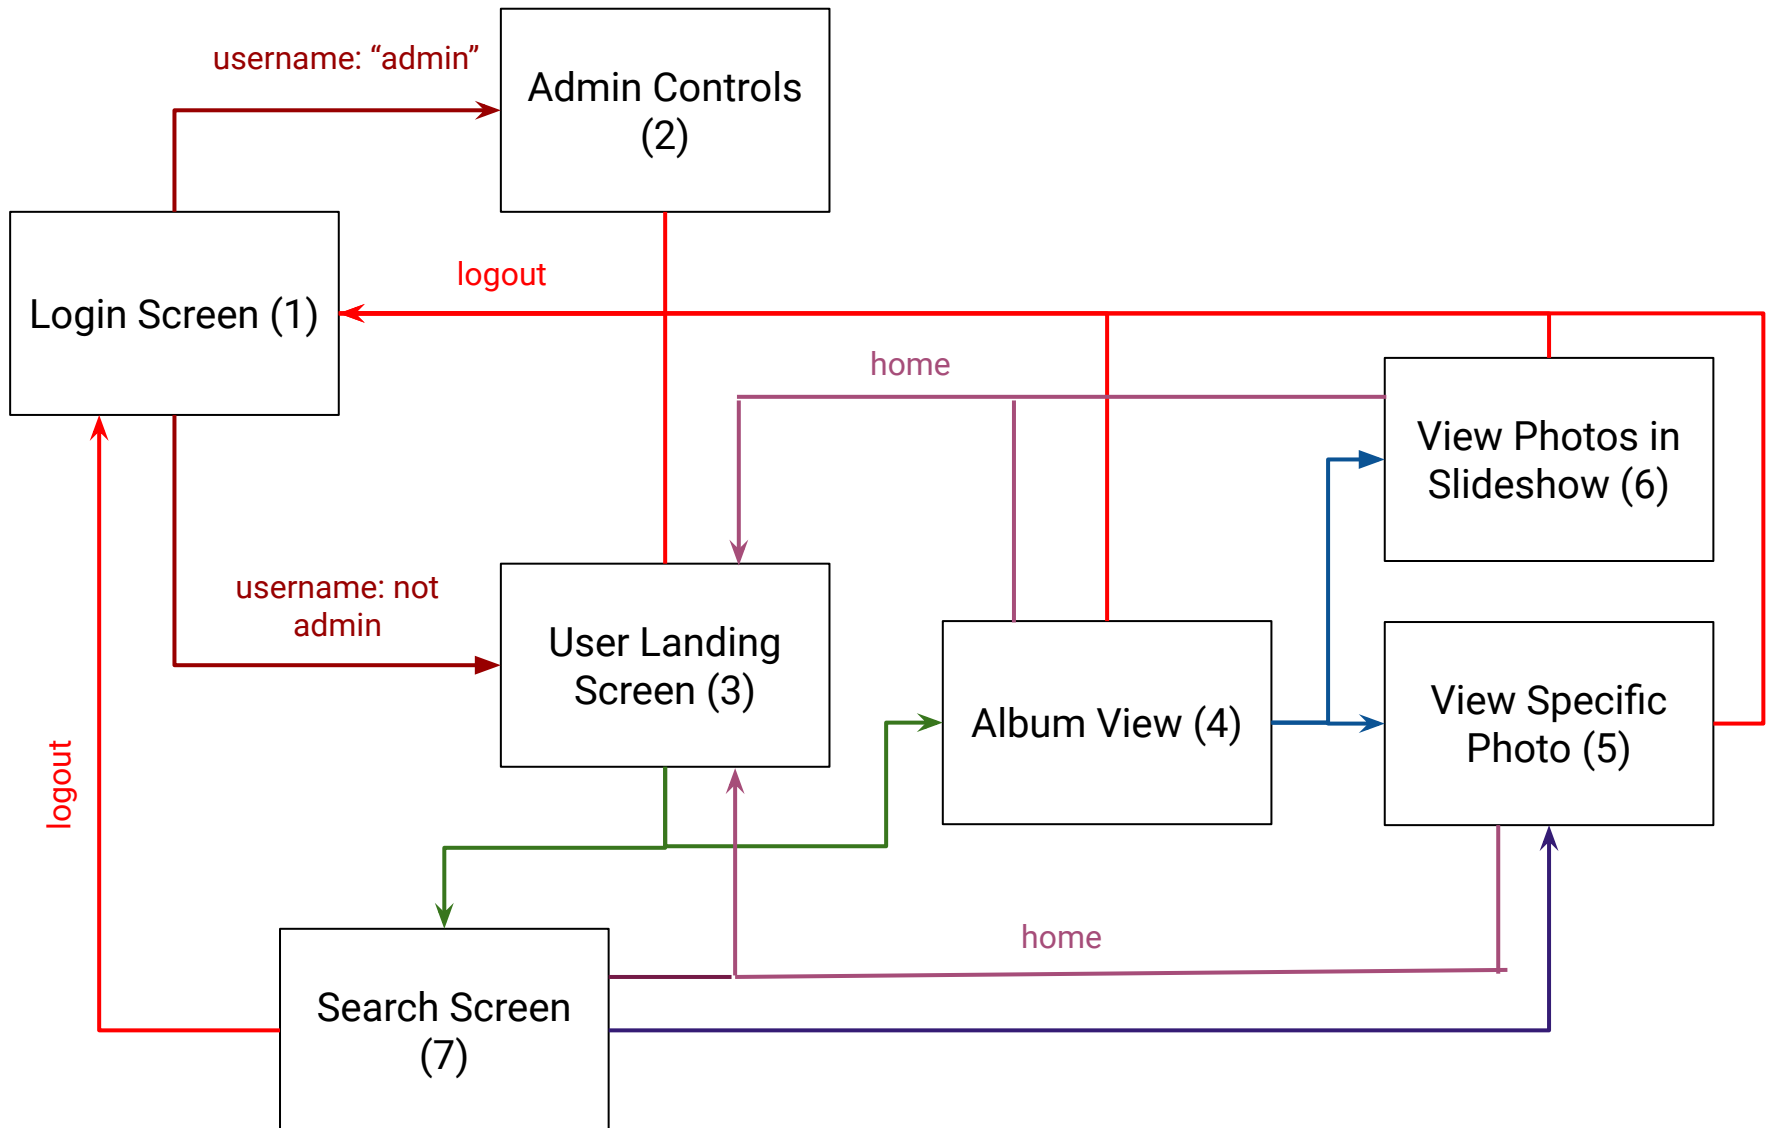 username: “admin”
Admin Controls
(2)
Login Screen (1)
logout
home
View Photos in
Slideshow (6)
username: not
admin
User Landing
Screen (3)
Album View (4)
View Specific
Photo (5)
logout
home
Search Screen
(7)